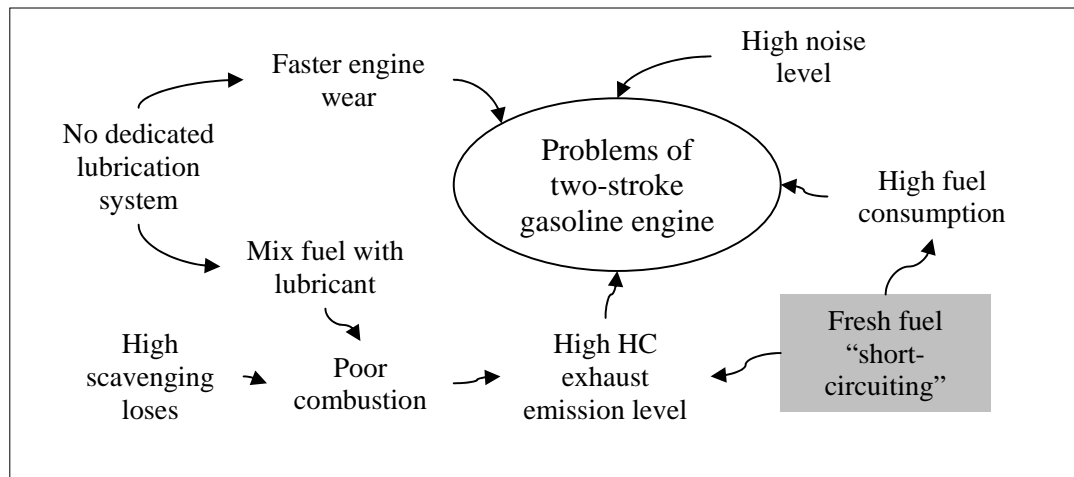 High noise
level
Faster engine
wear
No dedicated
lubrication
system
Problems of
two-stroke
gasoline engine
High fuel
consumption
Mix fuel with
lubricant
High
scavenging
loses
Poor
combustion
High HC
exhaust
emission level
Fresh fuel
“short-
circuiting”